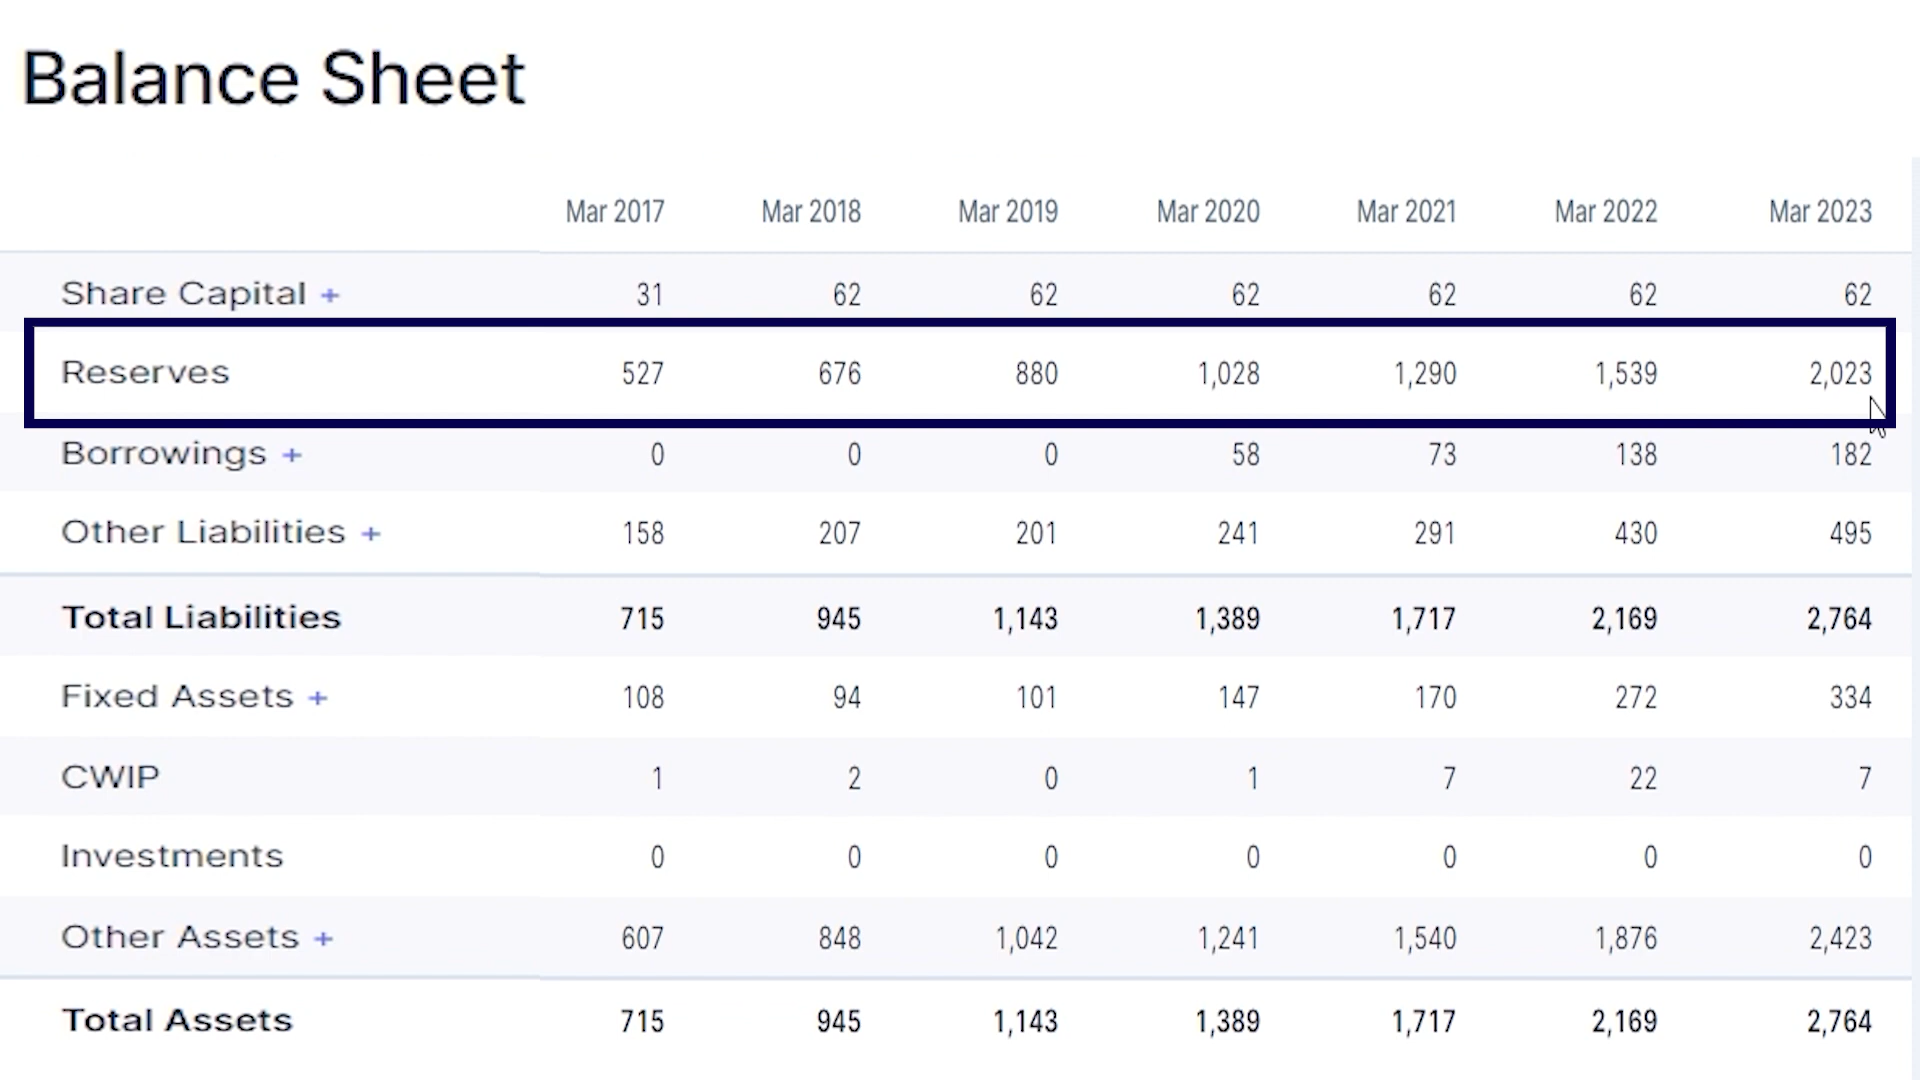 Balance Sheet
Mar 2017 Mar 2018 Mar 2019 Mar 2020 Mar 2021 Mar 2022 Mar 2023
Share Capital + 31 62 62 62 62 62 62
Reserves 527 676 880 1,028 1,290 1,539 2,023
Borrowings + 0 0 0 58 73 138 182
Other Liabilities + 158 207 201 241 291 430 495
Total Liabilities 715 945 1,143 1,389 1,717 2,169 2,764
Fixed Assets + 108 94 101 147 170 272 334
CWIP 1 2 0 1 7 22 7
Investments 0 0 0 0 0 0 0
Other Assets + 607 848 1,042 1,241 1,540 1,876 2,423
Total Assets 715 945 1,143 1,389 1,717 2,169 2,764